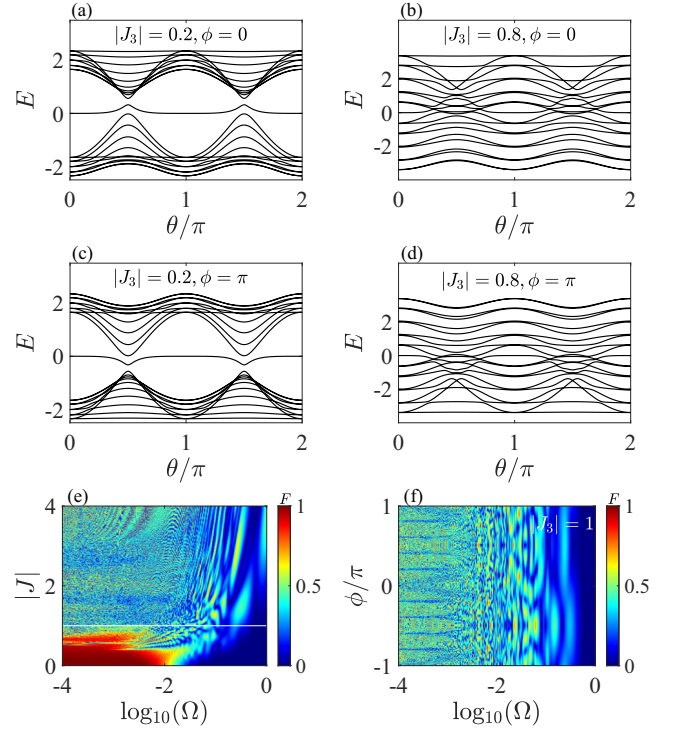 (a)
|J₃| = 0.2, ϕ = 0
E
2
0
-2
0
1
2
θ/π
(b)
|J₃| = 0.8, ϕ = 0
E
2
0
-2
0
1
2
θ/π
(c)
|J₃| = 0.2, ϕ = π
E
2
0
-2
0
1
2
θ/π
(d)
|J₃| = 0.8, ϕ = π
E
2
0
-2
0
1
2
θ/π
(e)
|J|
4
2
0
-4
-2
0
log₁₀(Ω)
F
1
0.5
0
(f)
J₃| = 1
ϕ/π
1
0
-1
-4
-2
0
log₁₀(Ω)
F
1
0.5
0